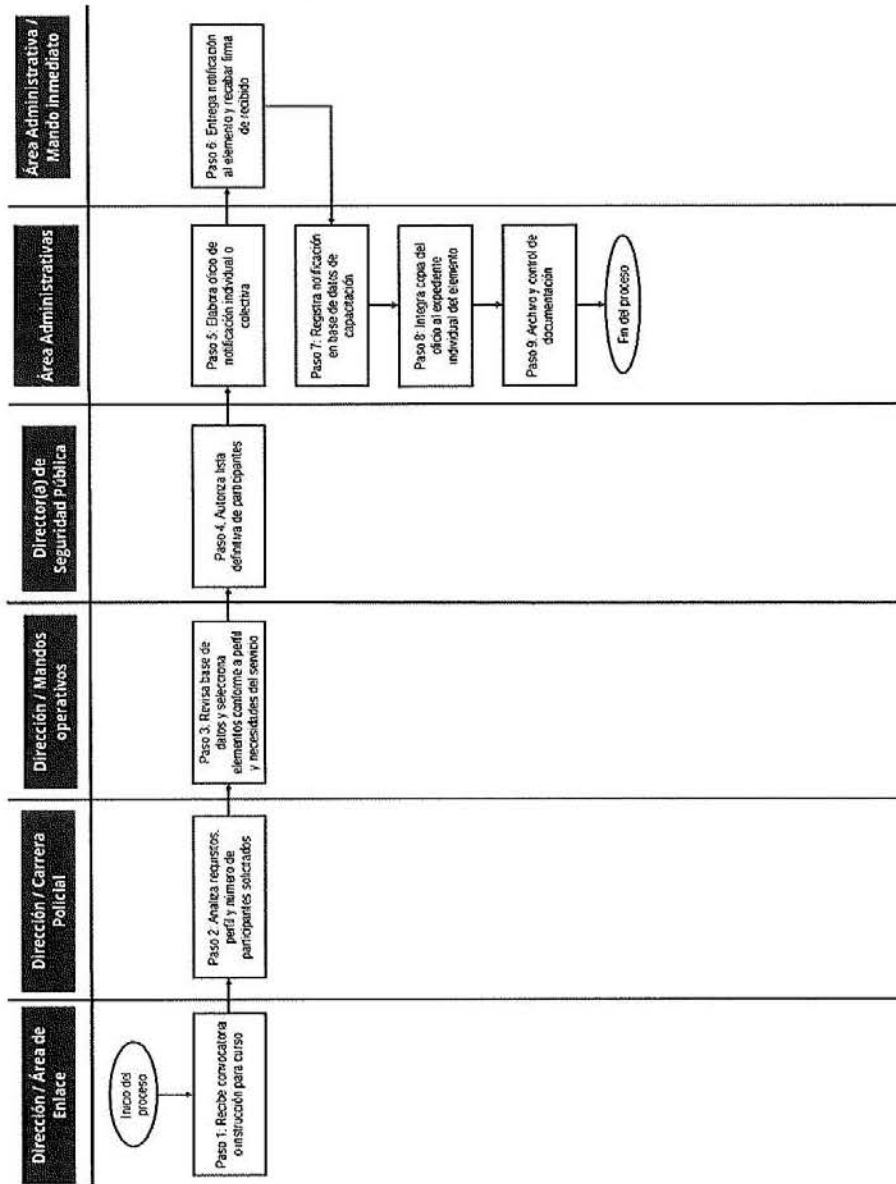 Dirección / Área de
Enlace
Dirección / Carrera
Policial
Dirección / Mandos
operativos
Director(a) de
Seguridad Pública
Área Administrativas
Área Administrativa /
Mando inmediato
Inicio del
proceso
Paso 1: Recibe convocatoria
o instrucción para curso
Paso 2: Analiza requisitos,
perfil y número de
participantes solicitados
Paso 3. Revisa base de
datos y selecciona
elementos conforme a perfil
y necesidades del servicio
Paso 4. Autoriza lista
definitiva de participantes
Paso 5: Elabora oficio de
notificación individual o
colectiva
Paso 6: Entrega notificación
al elemento y recabar firma
de recibido
Paso 7: Registra notificación
en base de datos de
capacitación
Paso 8: Integra copia del
oficio al expediente
individual del elemento
Paso 9. Archivo y control de
documentación
Fin del proceso